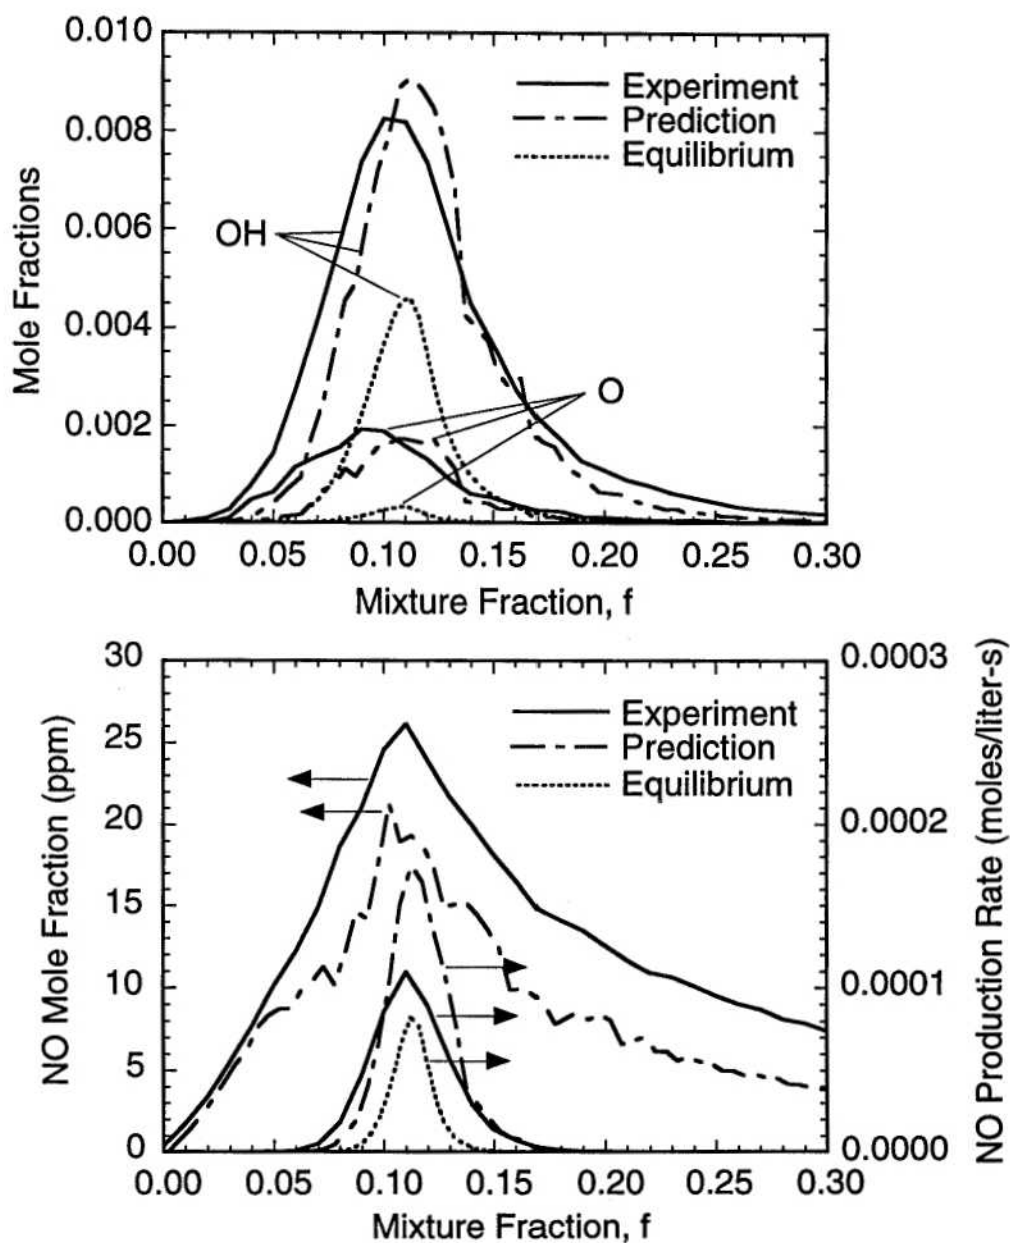 0.010
0.008
0.006
0.004
0.002
0.000
Mole Fractions
Experiment
Prediction
Equilibrium
OH
O
0.00 0.05 0.10 0.15 0.20 0.25 0.30
Mixture Fraction, f
30
25
20
15
10
5
0
NO Mole Fraction (ppm)
Experiment
Prediction
Equilibrium
0.0003
0.0002
0.0001
0.0000
NO Production Rate (moles/liter-s)
0.00 0.05 0.10 0.15 0.20 0.25 0.30
Mixture Fraction, f